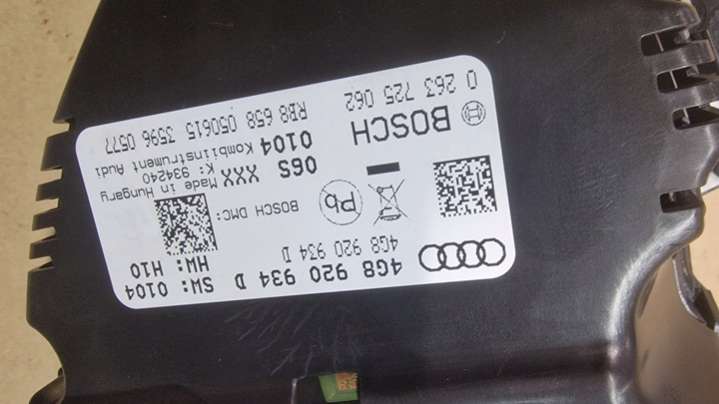 4G8 920 934 D
4G8 920 934 D
SW: 0104
HW: H10
BOSCH DMC:
Pb
Made in Hungary
K: 934240
XXX 06S
Kombiinstrument Audi
0104
BOSCH
0 263 725 062
RB8 658 050615 3596 0577